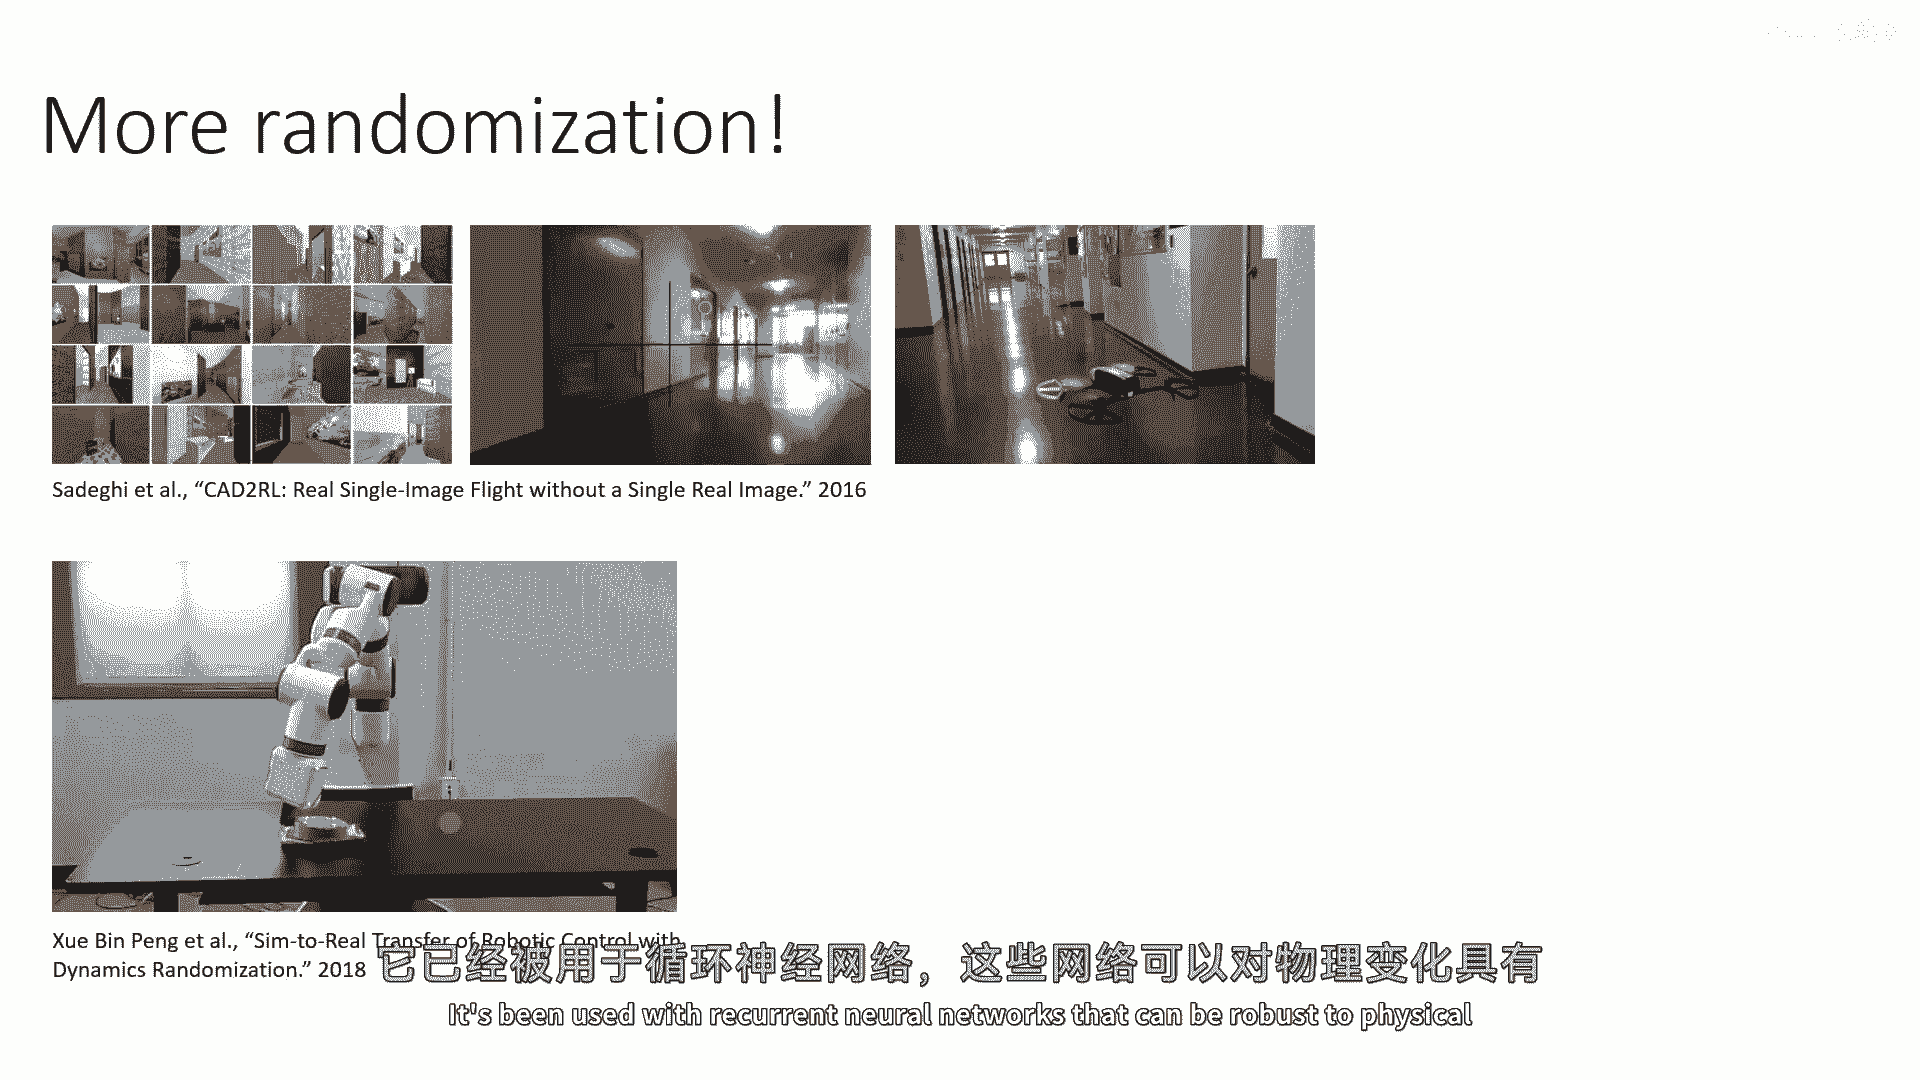 More randomization!
Sadeghi et al., “CAD2RL: Real Single-Image Flight without a Single Real Image.” 2016
Xue Bin Peng et al., “Sim-to-Real Transfer of Robotic Control with
Dynamics Randomization.” 2018
它已经被用于循环神经网络，这些网络可以对物理变化具有
It's been used with recurrent neural networks that can be robust to physical